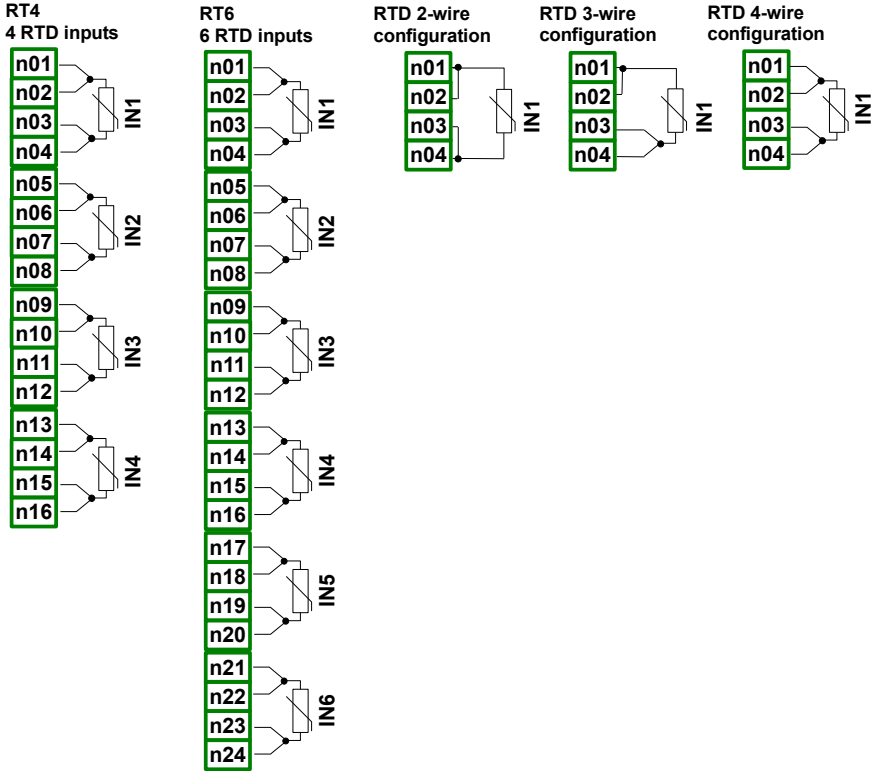 RT4
4 RTD inputs
n01
n02
n03
n04
IN1
n05
n06
n07
n08
IN2
n09
n10
n11
n12
IN3
n13
n14
n15
n16
IN4
RT6
6 RTD inputs
n01
n02
n03
n04
IN1
n05
n06
n07
n08
IN2
n09
n10
n11
n12
IN3
n13
n14
n15
n16
IN4
n17
n18
n19
n20
IN5
n21
n22
n23
n24
IN6
RTD 2-wire
configuration
n01
n02
n03
n04
IN1
RTD 3-wire
configuration
n01
n02
n03
n04
IN1
RTD 4-wire
configuration
n01
n02
n03
n04
IN1